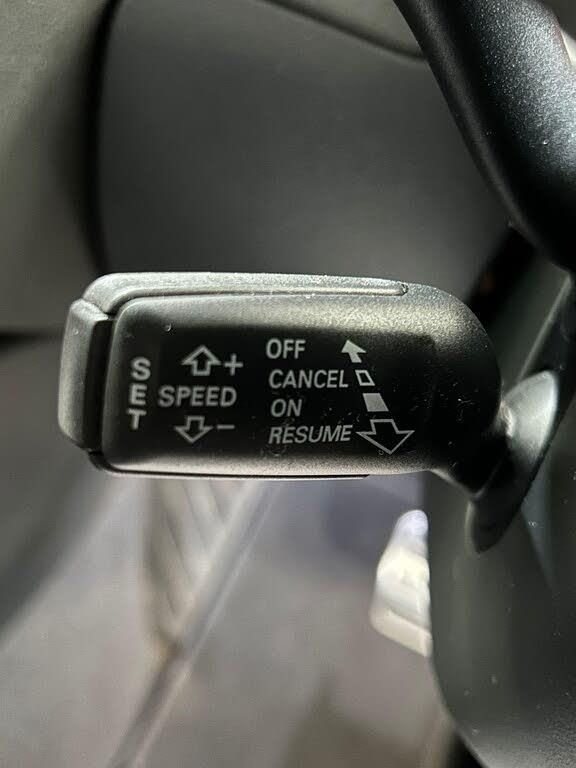 SET
+
SPEED
-
OFF
CANCEL
ON
RESUME